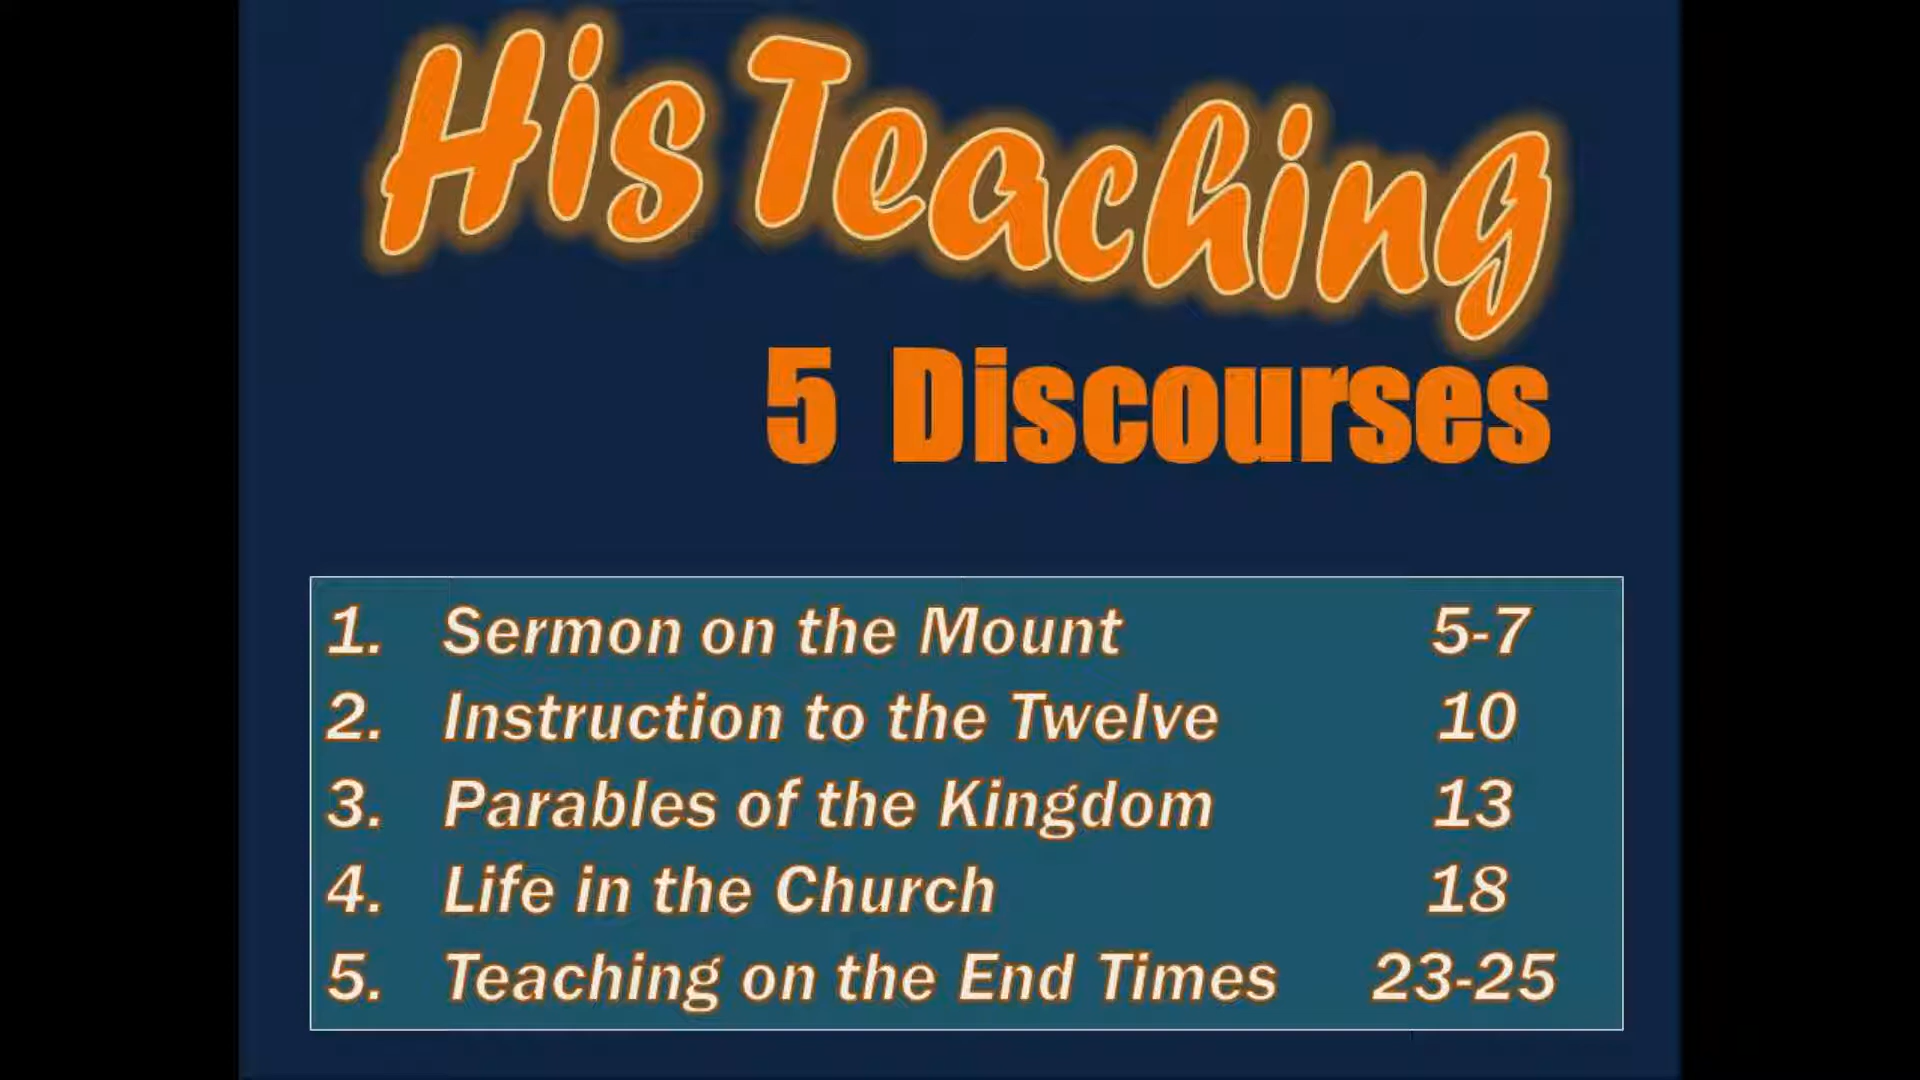 His Teaching
5 Discourses
1. Sermon on the Mount 5-7
2. Instruction to the Twelve 10
3. Parables of the Kingdom 13
4. Life in the Church 18
5. Teaching on the End Times 23-25